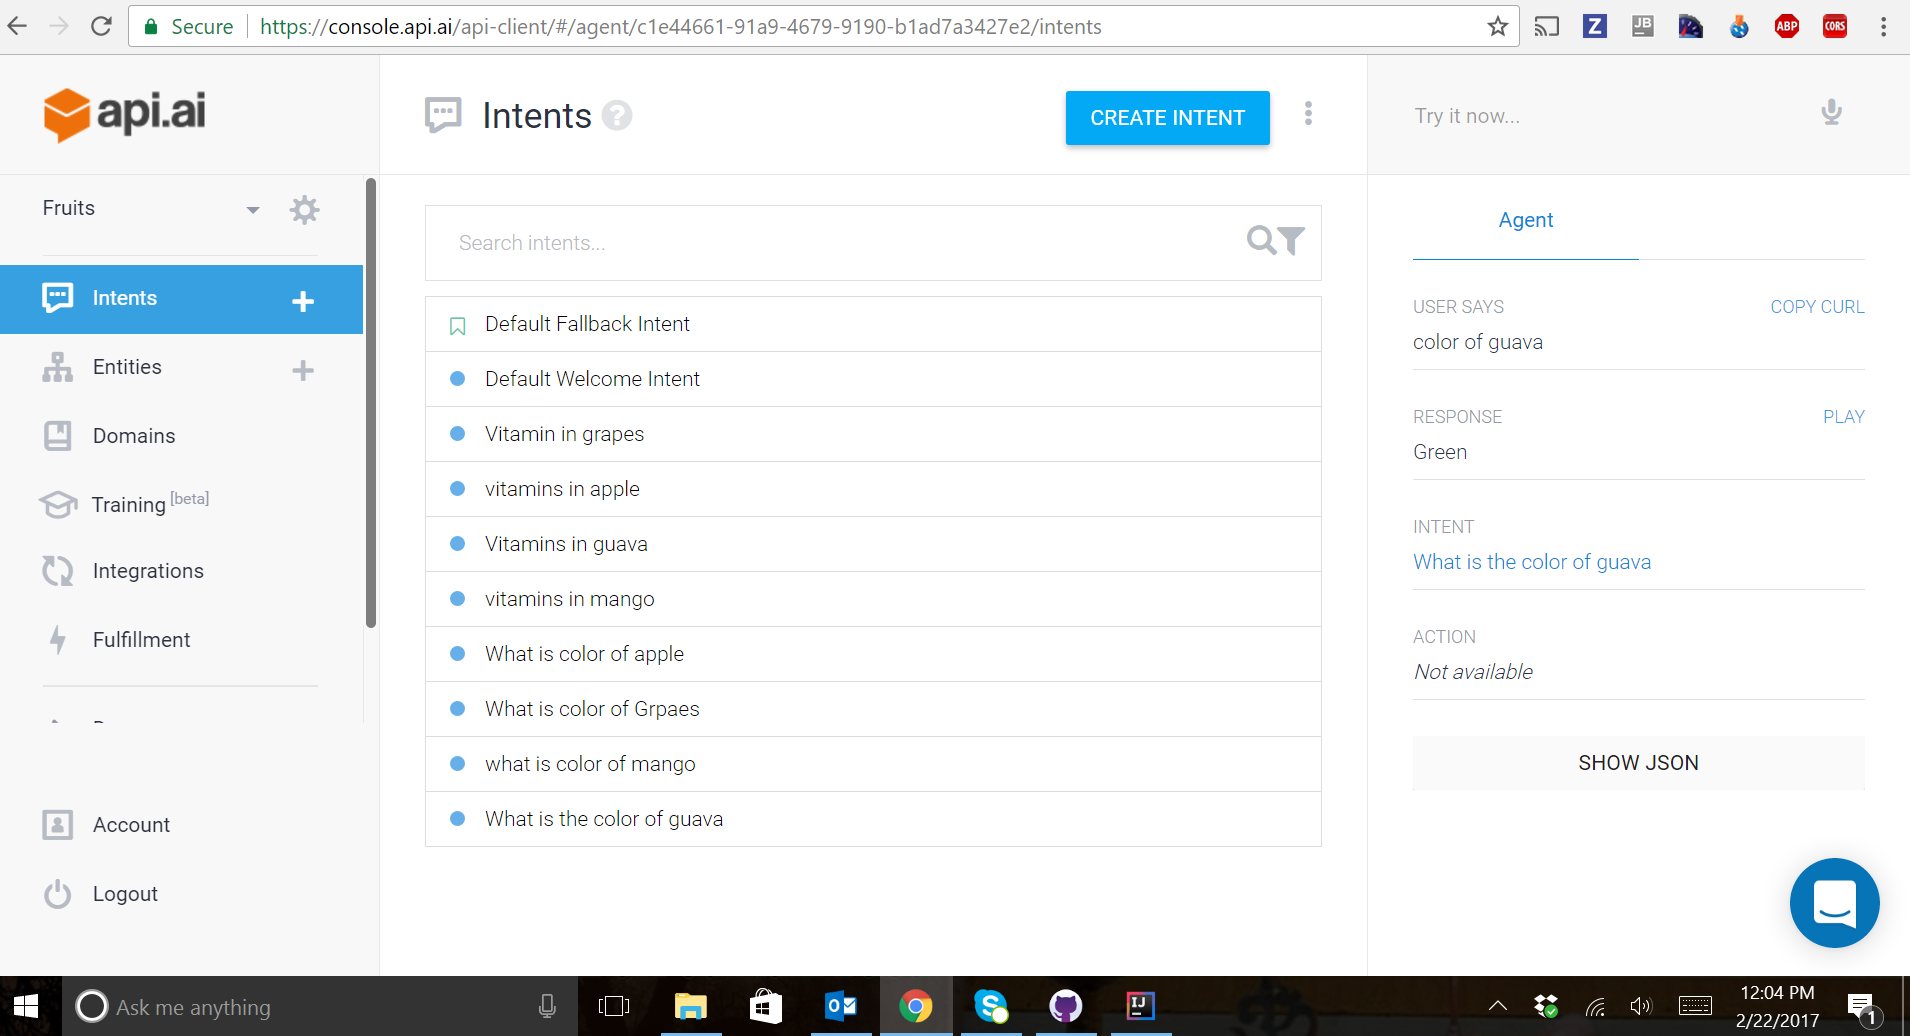 Secure https://console.api.ai/api-client/#/agent/c1e44661-91a9-4679-9190-b1ad7a3427e2/intents
Z JB ABP CORS
api.ai
Fruits
Intents
Entities
Domains
Training [beta]
Integrations
Fulfillment
Account
Logout
Intents ?
CREATE INTENT
Search intents...
Default Fallback Intent
Default Welcome Intent
Vitamin in grapes
vitamins in apple
Vitamins in guava
vitamins in mango
What is color of apple
What is color of Grpaes
what is color of mango
What is the color of guava
Try it now...
Agent
USER SAYS COPY CURL
color of guava
RESPONSE PLAY
Green
INTENT
What is the color of guava
ACTION
Not available
SHOW JSON
Ask me anything
IJ
12:04 PM
2/22/2017
1